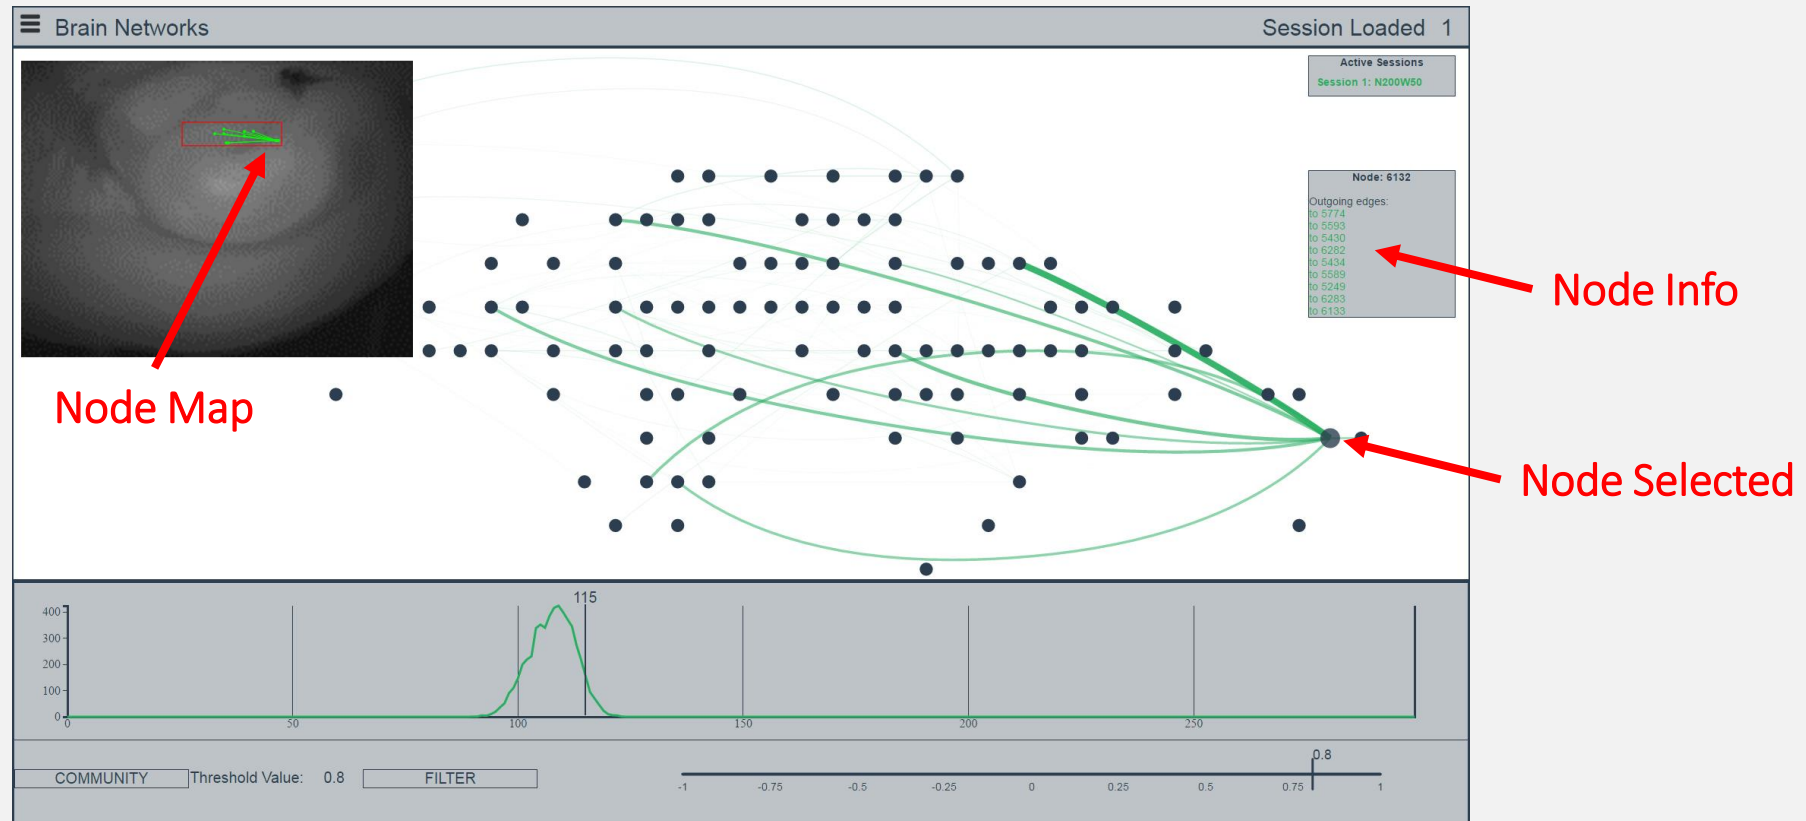 Brain Networks
Session Loaded 1
Active Sessions
Session 1: N200W50
Node: 6132
Outgoing edges:
to 5774
to 5593
to 5430
to 6282
to 5434
to 5589
to 5249
to 6283
to 6133
Node Info
Node Map
Node Selected
115
400
300
200
100
0
0 50 100 150 200 250
COMMUNITY Threshold Value: 0.8 FILTER
0.8
-1 -0.75 -0.5 -0.25 0 0.25 0.5 0.75 1